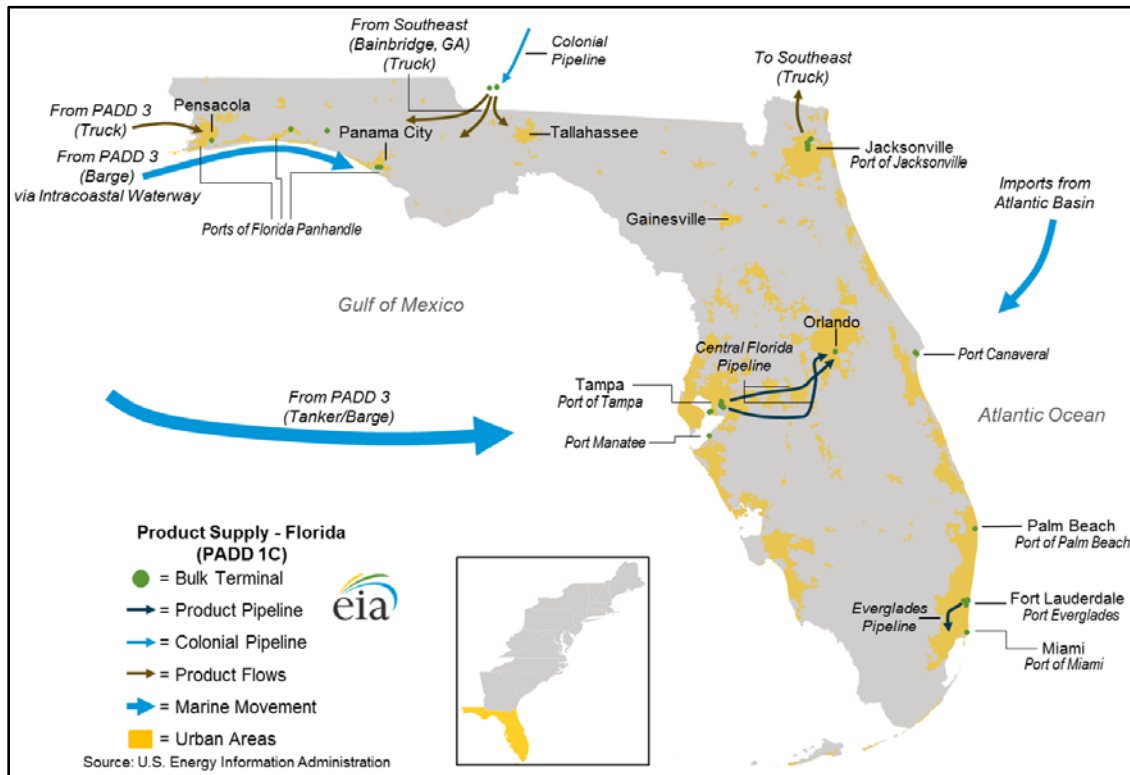 From Southeast
(Bainbridge, GA)
(Truck)
Colonial
Pipeline
To Southeast
(Truck)
From PADD 3
(Truck)
Pensacola
Panama City
Tallahassee
Jacksonville
Port of Jacksonville
From PADD 3
(Barge)
via Intracoastal Waterway
Ports of Florida Panhandle
Gainesville
Imports from
Atlantic Basin
Gulf of Mexico
Orlando
Central Florida
Pipeline
Port Canaveral
Tampa
Port of Tampa
From PADD 3
(Tanker/Barge)
Port Manatee
Atlantic Ocean
Palm Beach
Port of Palm Beach
Everglades
Pipeline
Fort Lauderdale
Port Everglades
Miami
Port of Miami
Product Supply - Florida
(PADD 1C)
= Bulk Terminal
eia
= Product Pipeline
= Colonial Pipeline
= Product Flows
= Marine Movement
= Urban Areas
Source: U.S. Energy Information Administration